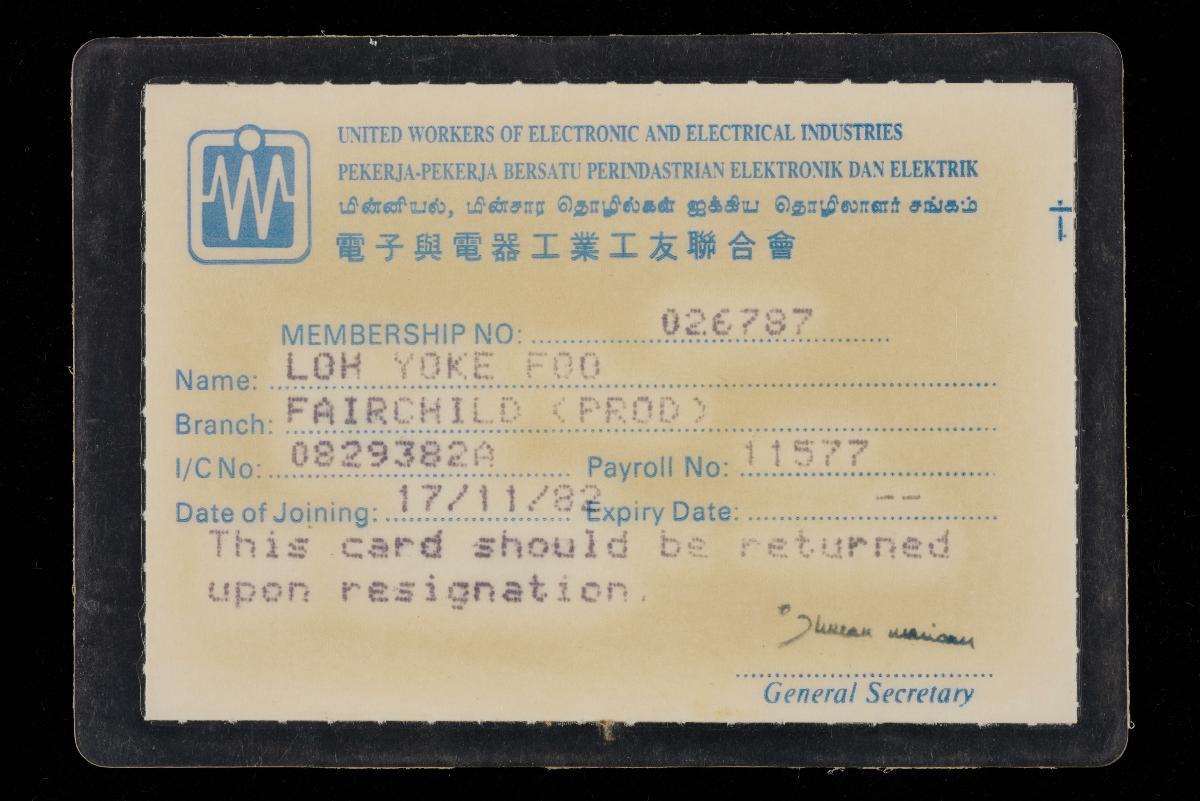 UNITED WORKERS OF ELECTRONIC AND ELECTRICAL INDUSTRIES
PEKERJA-PEKERJA BERSATU PERINDASTRIAN ELEKTRONIK DAN ELEKTRIK
மின்னியல், மின்சார தொழில்கள் ஐக்கிய தொழிலாளர் சங்கம்
電子與電器工業工友聯合會
MEMBERSHIP NO: 026787
Name: LOH YOKE FOO
Branch: FAIRCHILD (PROD)
I/C No: 0829382A Payroll No: 11577
Date of Joining: 17/11/82 Expiry Date: --
This card should be returned
upon resignation.
General Secretary